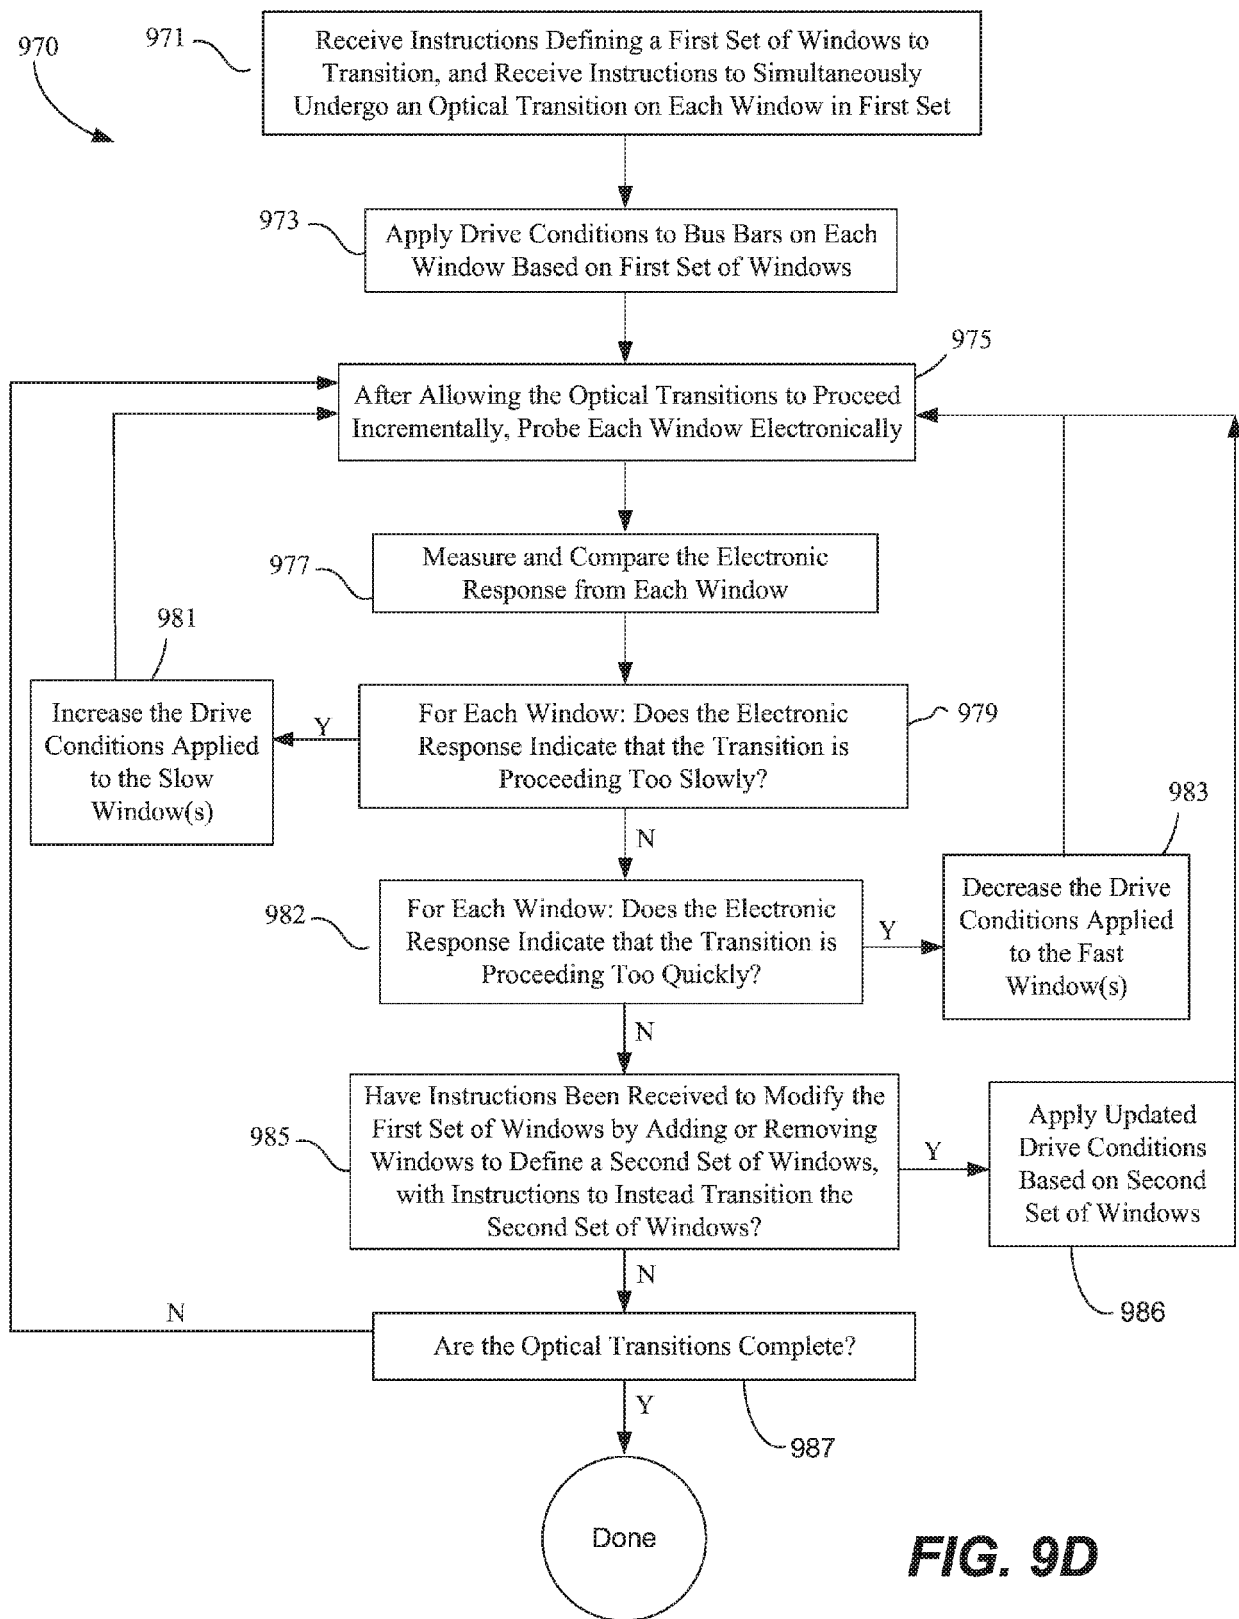 970
971
Receive Instructions Defining a First Set of Windows to
Transition, and Receive Instructions to Simultaneously
Undergo an Optical Transition on Each Window in First Set
973
Apply Drive Conditions to Bus Bars on Each
Window Based on First Set of Windows
975
After Allowing the Optical Transitions to Proceed
Incrementally, Probe Each Window Electronically
977
Measure and Compare the Electronic
Response from Each Window
981
Increase the Drive
Conditions Applied
to the Slow
Window(s)
Y
For Each Window: Does the Electronic
Response Indicate that the Transition is
Proceeding Too Slowly?
979
N
982
For Each Window: Does the Electronic
Response Indicate that the Transition is
Proceeding Too Quickly?
Y
983
Decrease the Drive
Conditions Applied
to the Fast
Window(s)
N
985
Have Instructions Been Received to Modify the
First Set of Windows by Adding or Removing
Windows to Define a Second Set of Windows,
with Instructions to Instead Transition the
Second Set of Windows?
Y
Apply Updated
Drive Conditions
Based on Second
Set of Windows
986
N
N
Are the Optical Transitions Complete?
987
Y
Done
FIG. 9D